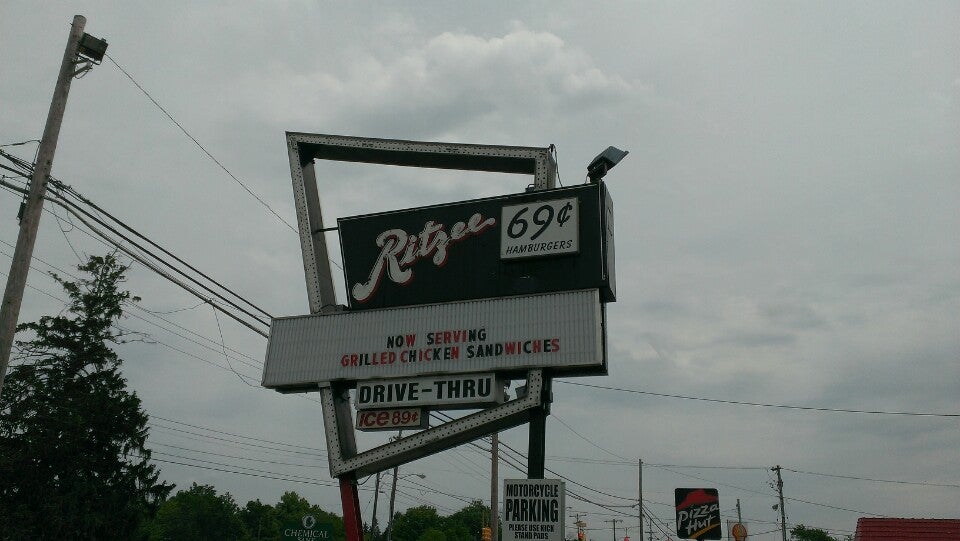 Ritzee
69¢
HAMBURGERS
NOW SERVING
GRILLED CHICKEN SANDWICHES
DRIVE-THRU
ICE 89¢
MOTORCYCLE
PARKING
PLEASE USE KICK
STAND PADS
Pizza
Hut
CHEMICAL